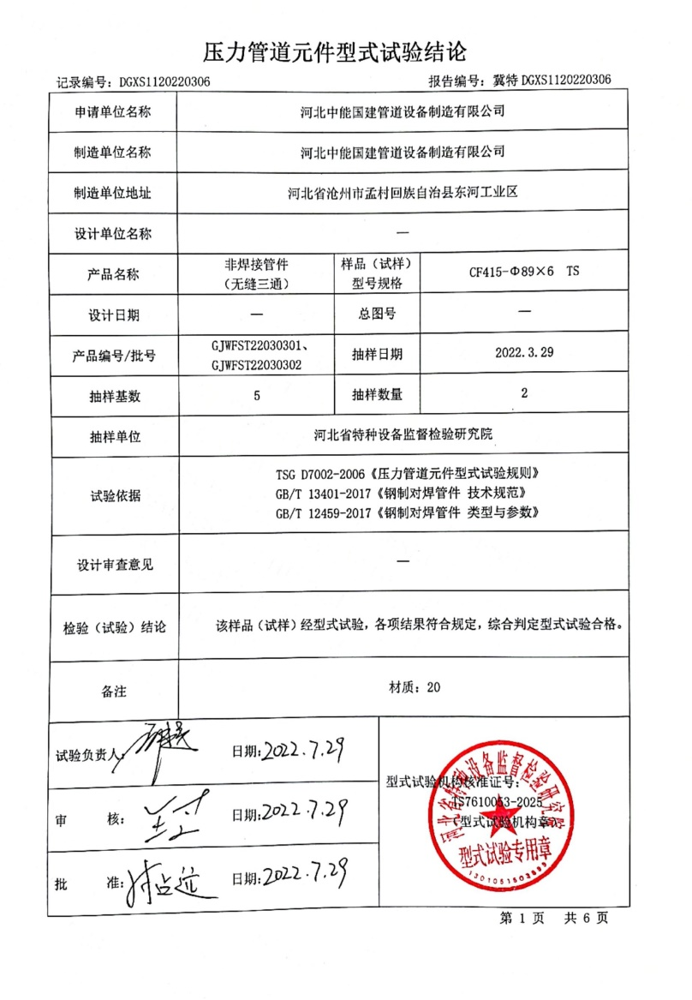 压力管道元件型式试验结论
记录编号：DGXS1120220306 报告编号：冀特 DGXS1120220306
申请单位名称 河北中能国建管道设备制造有限公司
制造单位名称 河北中能国建管道设备制造有限公司
制造单位地址 河北省沧州市孟村回族自治县东河工业区
设计单位名称 —
产品名称 非焊接管件（无缝三通） 样品（试样）型号规格 CF415-Φ89×6 TS
设计日期 — 总图号 —
产品编号/批号 GJWFST22030301、GJWFST22030302 抽样日期 2022.3.29
抽样基数 5 抽样数量 2
抽样单位 河北省特种设备监督检验研究院
试验依据
TSG D7002-2006《压力管道元件型式试验规则》
GB/T 13401-2017《钢制对焊管件 技术规范》
GB/T 12459-2017《钢制对焊管件 类型与参数》
设计审查意见 —
检验（试验）结论 该样品（试样）经型式试验，各项结果符合规定，综合判定型式试验合格。
备注 材质：20
试验负责人： 日期：2022.7.29
审 核： 日期：2022.7.29
批 准： 日期：2022.7.29
型式试验机构核准证号：
TS7610053-2025
（型式试验机构章）
河北省特种设备监督检验研究院
型式试验专用章
第 1 页 共 6 页